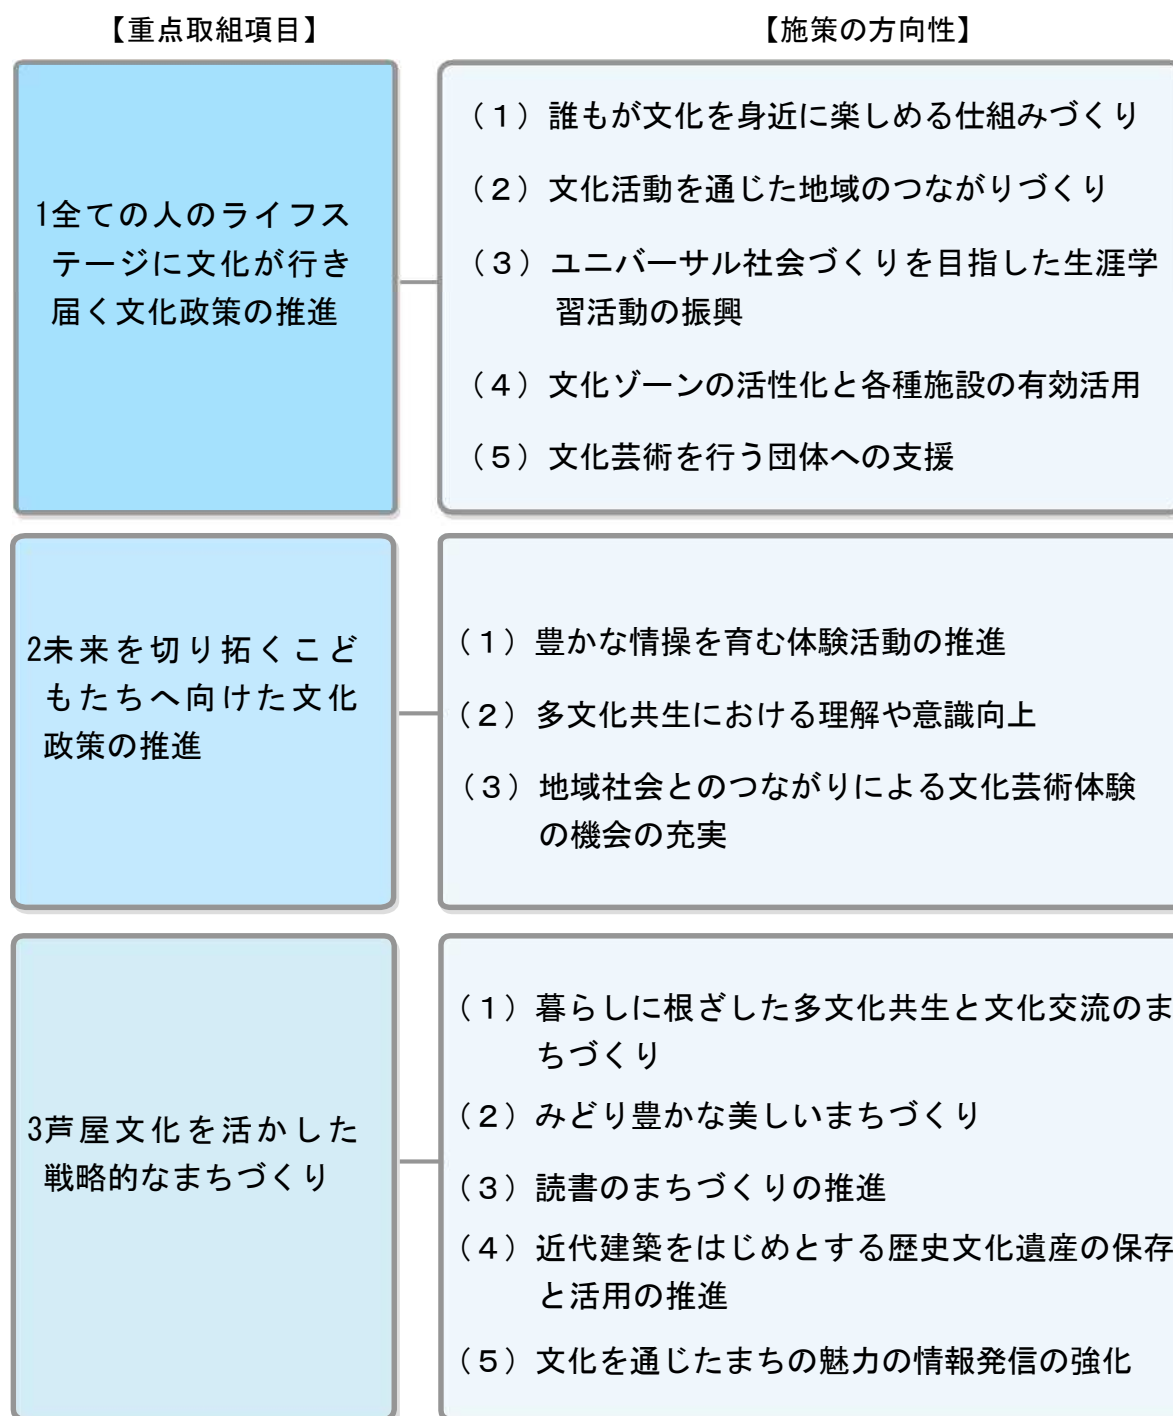 【重点取組項目】
【施策の方向性】
1全ての人のライフス
テージに文化が行き
届く文化政策の推進
（１）誰もが文化を身近に楽しめる仕組みづくり
（２）文化活動を通じた地域のつながりづくり
（３）ユニバーサル社会づくりを目指した生涯学
習活動の振興
（４）文化ゾーンの活性化と各種施設の有効活用
（５）文化芸術を行う団体への支援
2未来を切り拓くこど
もたちへ向けた文化
政策の推進
（１）豊かな情操を育む体験活動の推進
（２）多文化共生における理解や意識向上
（３）地域社会とのつながりによる文化芸術体験
の機会の充実
3芦屋文化を活かした
戦略的なまちづくり
（１）暮らしに根ざした多文化共生と文化交流のま
ちづくり
（２）みどり豊かな美しいまちづくり
（３）読書のまちづくりの推進
（４）近代建築をはじめとする歴史文化遺産の保存
と活用の推進
（５）文化を通じたまちの魅力の情報発信の強化